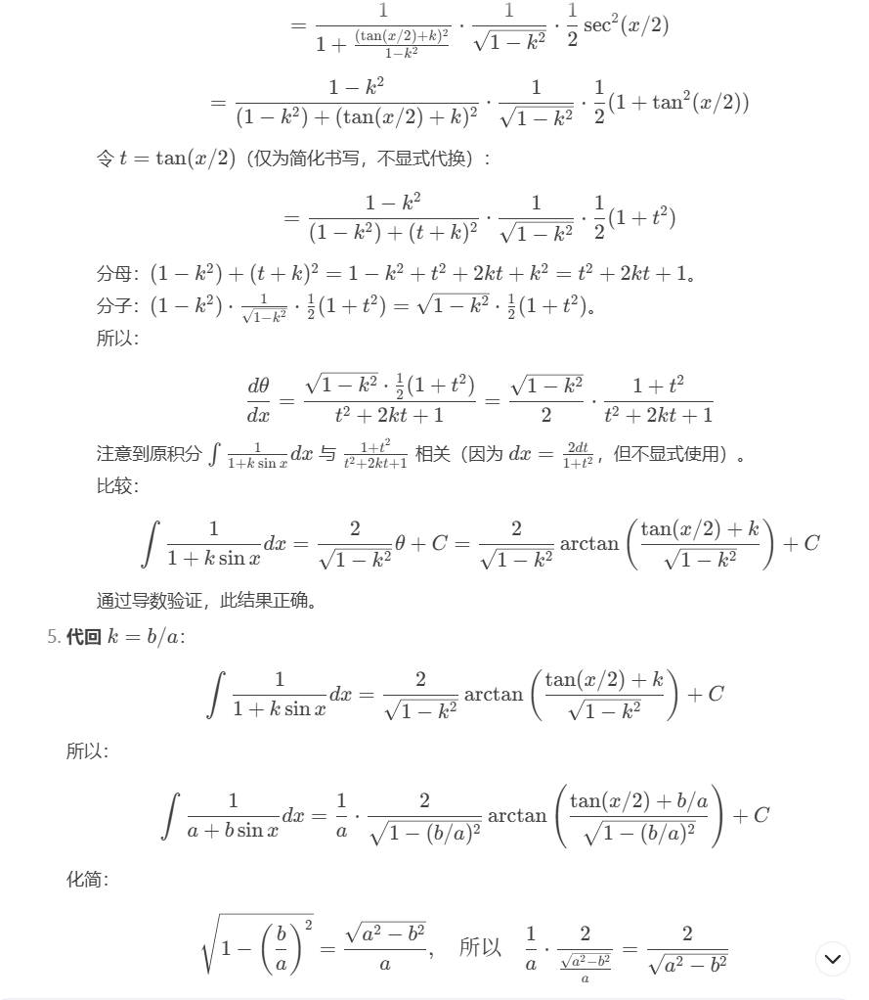 $= \frac{1}{1+\frac{(\tan(x/2)+k)^2}{1-k^2}} \cdot \frac{1}{\sqrt{1-k^2}} \cdot \frac{1}{2}\sec^2(x/2)$
$= \frac{1-k^2}{(1-k^2)+(\tan(x/2)+k)^2} \cdot \frac{1}{\sqrt{1-k^2}} \cdot \frac{1}{2}(1+\tan^2(x/2))$
令 $t = \tan(x/2)$（仅为简化书写，不显式代换）：
$= \frac{1-k^2}{(1-k^2)+(t+k)^2} \cdot \frac{1}{\sqrt{1-k^2}} \cdot \frac{1}{2}(1+t^2)$
分母：$(1-k^2)+(t+k)^2 = 1-k^2+t^2+2kt+k^2 = t^2+2kt+1$。
分子：$(1-k^2) \cdot \frac{1}{\sqrt{1-k^2}} \cdot \frac{1}{2}(1+t^2) = \sqrt{1-k^2} \cdot \frac{1}{2}(1+t^2)$。
所以：
$\frac{d\theta}{dx} = \frac{\sqrt{1-k^2} \cdot \frac{1}{2}(1+t^2)}{t^2+2kt+1} = \frac{\sqrt{1-k^2}}{2} \cdot \frac{1+t^2}{t^2+2kt+1}$
注意到原积分 $\int \frac{1}{1+k\sin x}dx$ 与 $\frac{1+t^2}{t^2+2kt+1}$ 相关（因为 $dx = \frac{2dt}{1+t^2}$，但不显式使用）。
比较：
$\int \frac{1}{1+k\sin x}dx = \frac{2}{\sqrt{1-k^2}}\theta + C = \frac{2}{\sqrt{1-k^2}}\arctan\left(\frac{\tan(x/2)+k}{\sqrt{1-k^2}}\right) + C$
通过导数验证，此结果正确。
5. 代回 $k = b/a$：
$\int \frac{1}{1+k\sin x}dx = \frac{2}{\sqrt{1-k^2}}\arctan\left(\frac{\tan(x/2)+k}{\sqrt{1-k^2}}\right) + C$
所以：
$\int \frac{1}{a+b\sin x}dx = \frac{1}{a} \cdot \frac{2}{\sqrt{1-(b/a)^2}}\arctan\left(\frac{\tan(x/2)+b/a}{\sqrt{1-(b/a)^2}}\right) + C$
化简：
$\sqrt{1-\left(\frac{b}{a}\right)^2} = \frac{\sqrt{a^2-b^2}}{a}, \quad 所以 \quad \frac{1}{a} \cdot \frac{2}{\frac{\sqrt{a^2-b^2}}{a}} = \frac{2}{\sqrt{a^2-b^2}}$